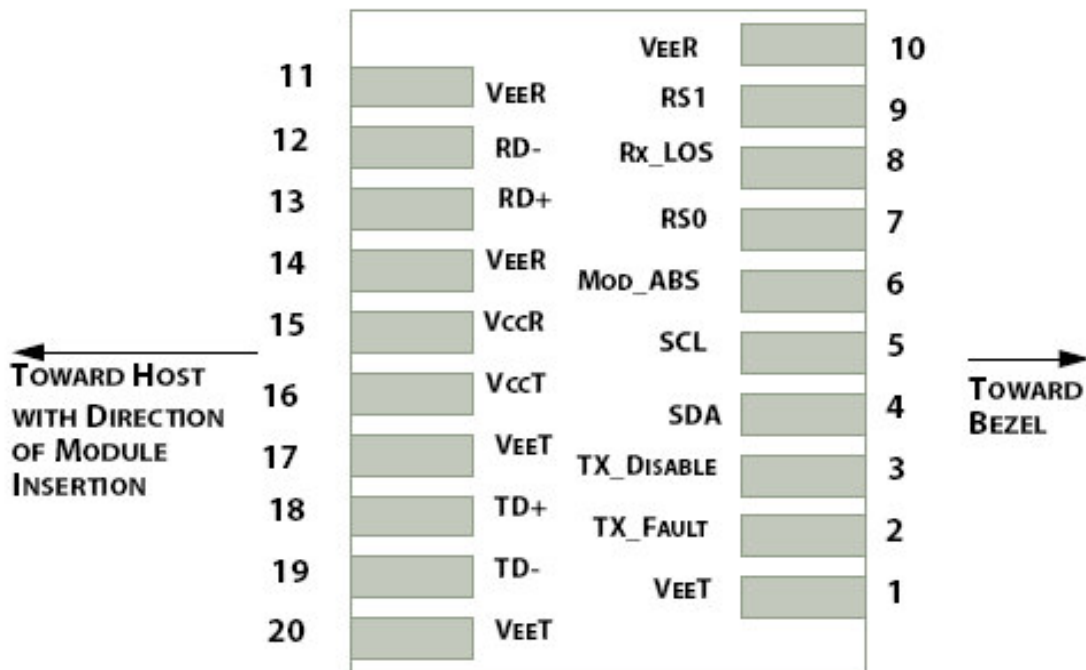 11
VEER
12
RD-
13
RD+
14
VEER
15
VCCR
16
VCCT
17
VEET
18
TD+
19
TD-
20
VEET
VEER
10
RS1
9
RX_LOS
8
RS0
7
MOD_ABS
6
SCL
5
SDA
4
TX_DISABLE
3
TX_FAULT
2
VEET
1
TOWARD HOST
WITH DIRECTION
OF MODULE
INSERTION
TOWARD
BEZEL